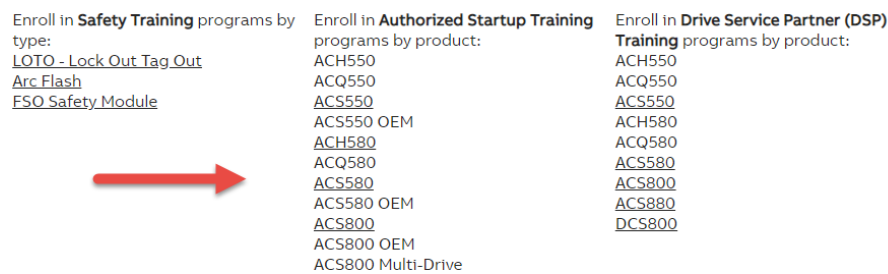 Enroll in Safety Training programs by
type:
LOTO - Lock Out Tag Out
Arc Flash
FSO Safety Module
Enroll in Authorized Startup Training
programs by product:
ACH550
ACQ550
ACS550
ACS550 OEM
ACH580
ACQ580
ACS580
ACS580 OEM
ACS800
ACS800 OEM
ACS800 Multi-Drive
Enroll in Drive Service Partner (DSP)
Training programs by product:
ACH550
ACQ550
ACS550
ACH580
ACQ580
ACS580
ACS800
ACS880
DCS800